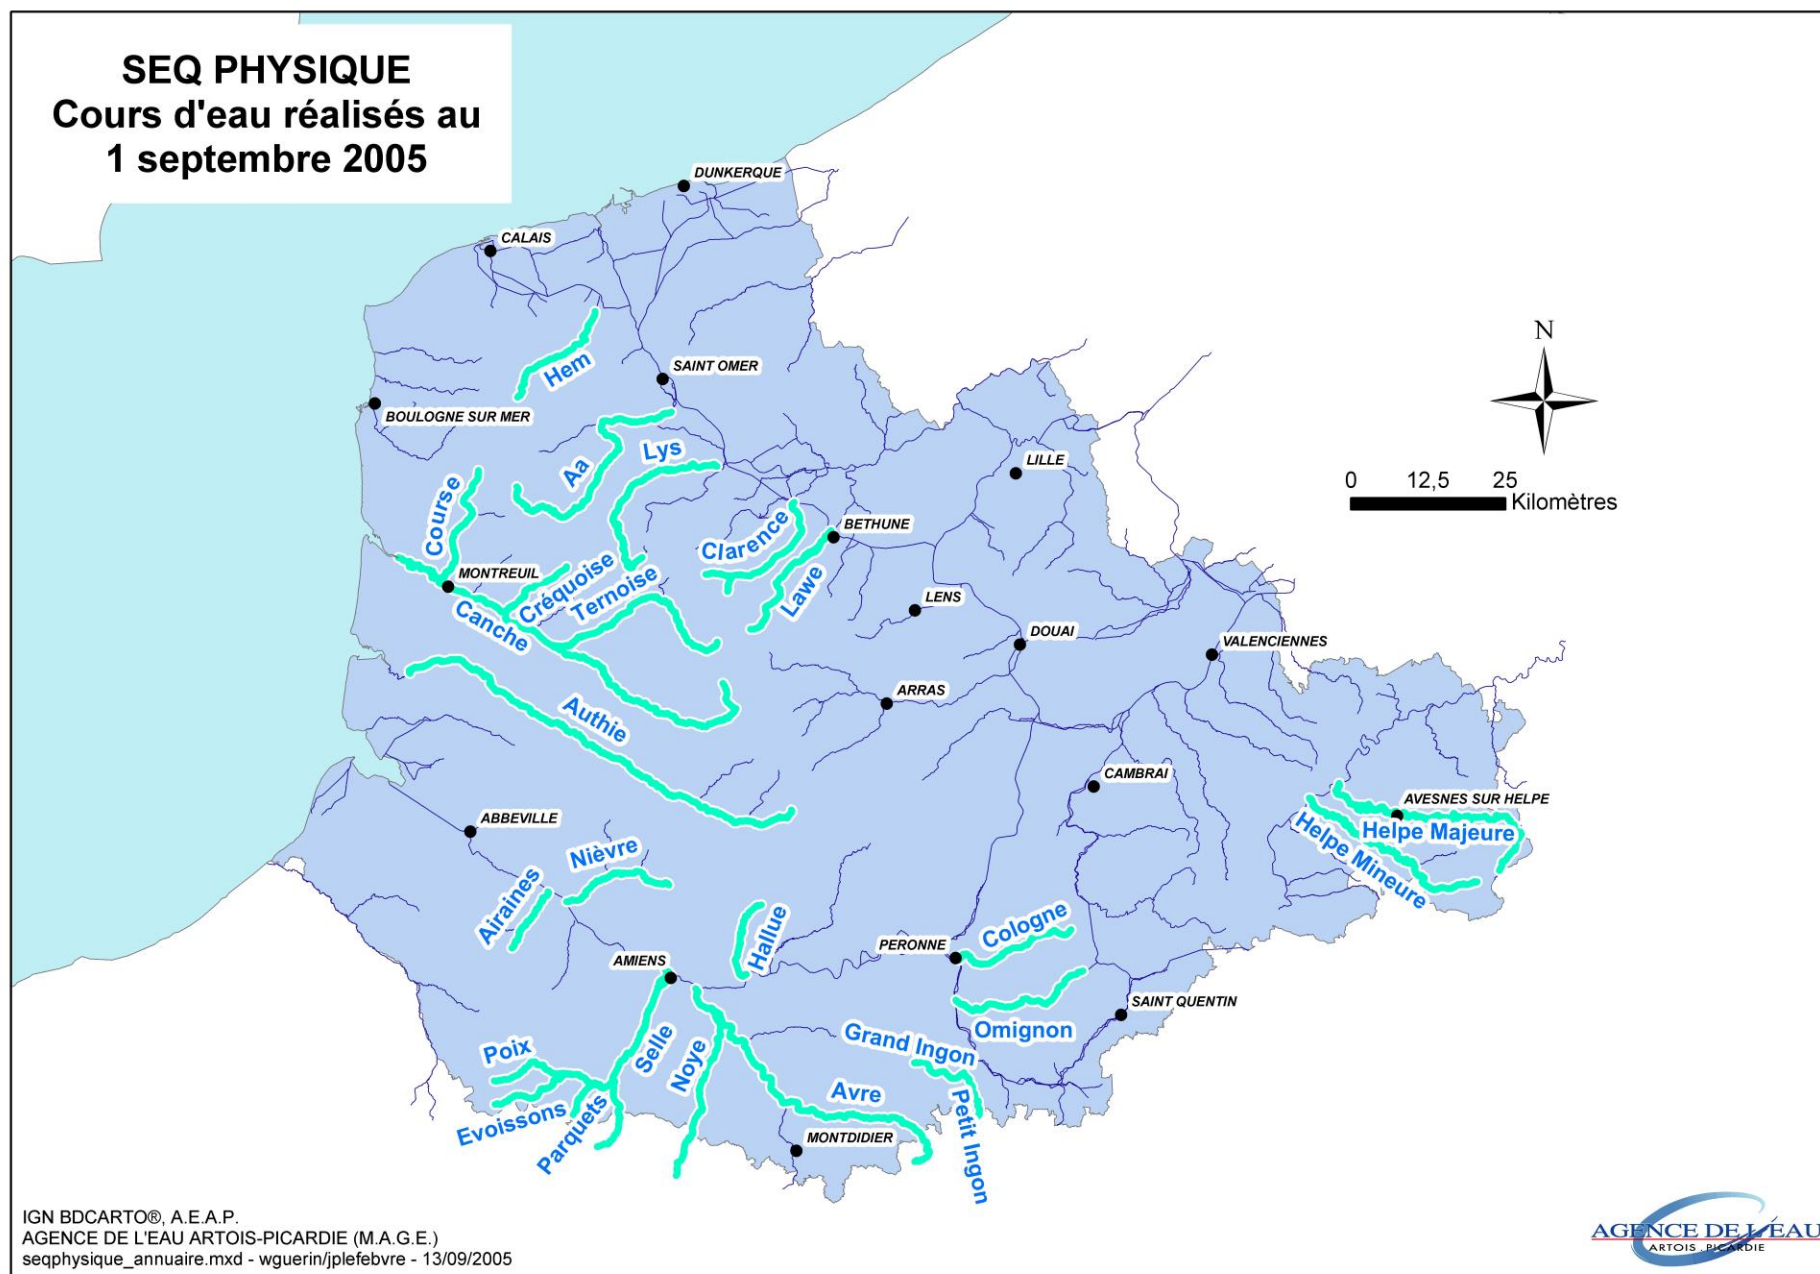 SEQ PHYSIQUE
Cours d'eau réalisés au
1 septembre 2005
DUNKERQUE
CALAIS
Hem
SAINT OMER
BOULOGNE SUR MER
N
Aa
Lys
LILLE
0 12,5 25
Kilomètres
Course
Clarence
BETHUNE
MONTREUIL
Créquoise
Ternoise
Lawe
LENS
Canche
DOUAI
VALENCIENNES
ARRAS
Authie
CAMBRAI
AVESNES SUR HELPE
ABBEVILLE
Helpe Majeure
Helpe Mineure
Nièvre
Airaines
Hallue
Cologne
PERONNE
AMIENS
SAINT QUENTIN
Omignon
Grand Ingon
Selle
Poix
Noye
Avre
Evoissons
Parquets
Petit Ingon
MONTDIDIER
IGN BDCARTO®, A.E.A.P.
AGENCE DE L'EAU ARTOIS-PICARDIE (M.A.G.E.)
seqphysique_annuaire.mxd - wguerin/jplefebvre - 13/09/2005
AGENCE DE L'EAU
ARTOIS . PICARDIE